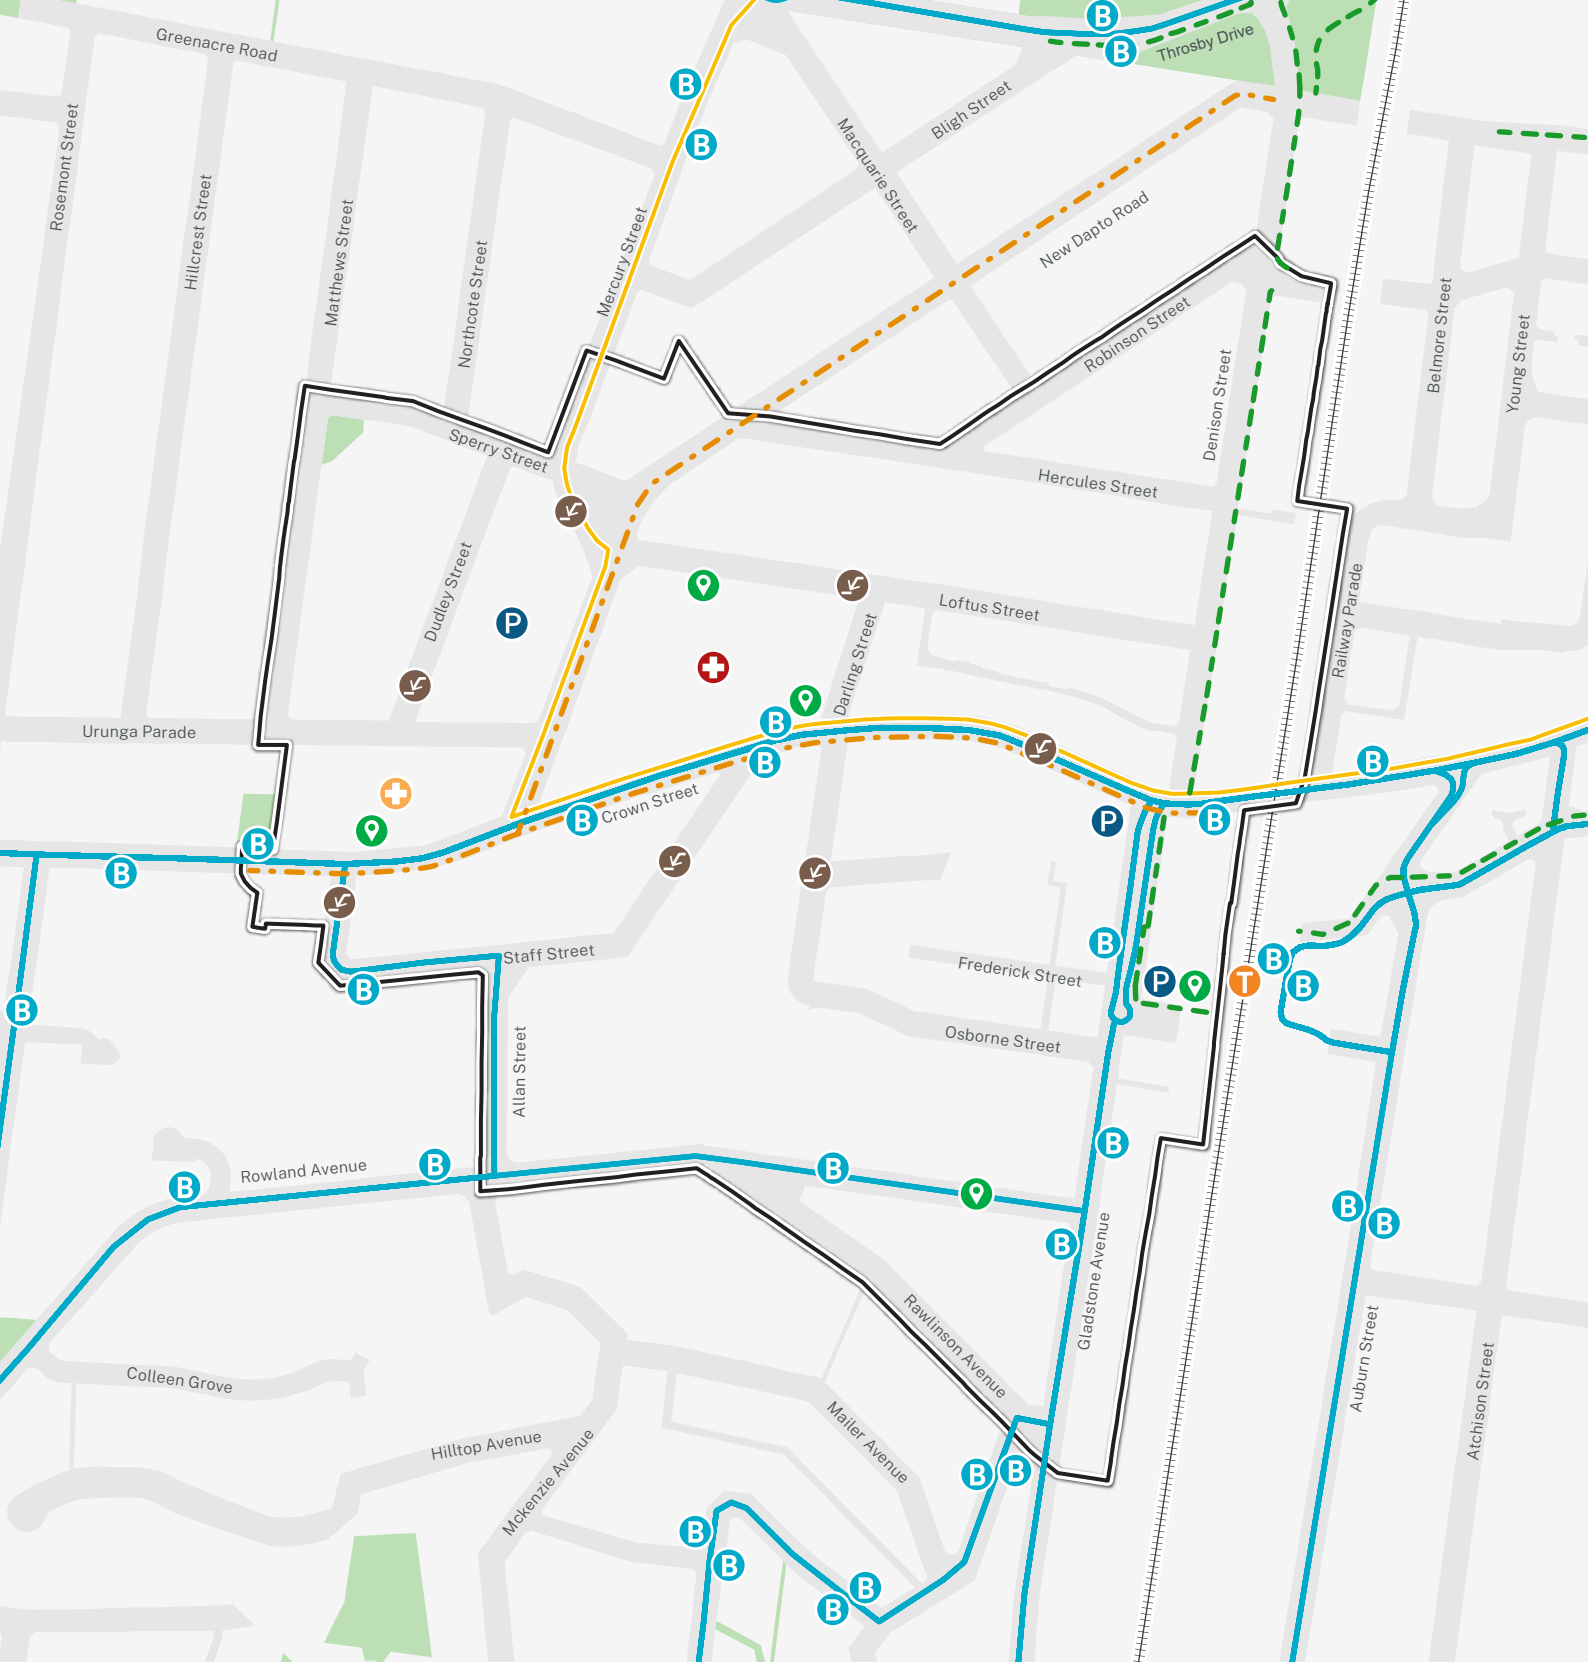 B
Throsby Drive
B
Greenacre Road
B
Bligh Street
Rosemont Street
B
Macquarie Street
Hillcrest Street
Matthews Street
Mercury Street
New Dapto Road
Northcote Street
Robinson Street
Belmore Street
Young Street
Denison Street
Sperry Street
Hercules Street
Dudley Street
Loftus Street
Railway Parade
P
Darling Street
Urunga Parade
B
B
B
Crown Street
B
P
B
B
B
Staff Street
B
Frederick Street
P
T
B
B
B
B
Osborne Street
Allan Street
Rowland Avenue
B
B
B
B
B
B
B
Gladstone Avenue
Rawlinson Avenue
Auburn Street
Atchison Street
Colleen Grove
Mailer Avenue
Hilltop Avenue
Mckenzie Avenue
B
B
B
B
B
B